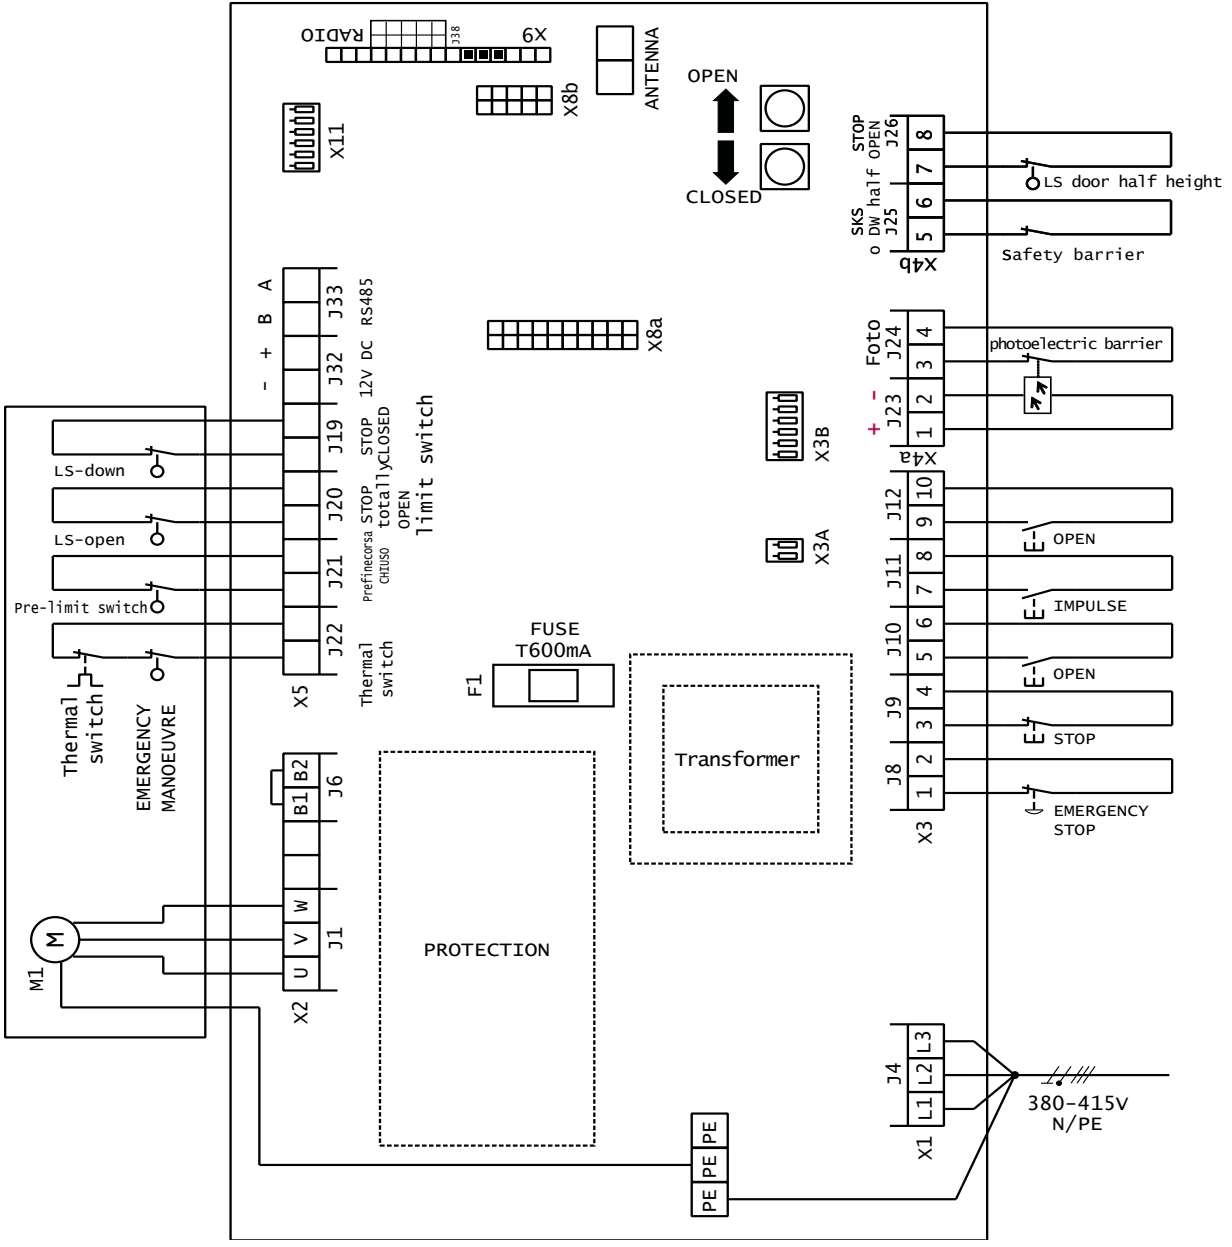 RADIO
J38
X9
X8b
ANTENNA
X11
OPEN
CLOSED
STOP
J26
half OPEN
SKS
o DW
J25
8
7
6
5
X4b
LS door half height
Safety barrier
A
B
+
-
J33
RS485
J32
12V DC
J19
STOP
CLOSED
J20
STOP
totally
OPEN
limit switch
J21
Prefinecorsa
CHIUSO
J22
Thermal
switch
X5
X8a
Foto
J24
-
+
J23
4
3
2
1
X4a
photoelectric barrier
X3B
X3A
LS-down
LS-open
Pre-limit switch
Thermal
switch
EMERGENCY
MANOEUVRE
J12
10
9
OPEN
J11
8
7
IMPULSE
J10
6
5
OPEN
J9
4
3
STOP
J8
2
1
EMERGENCY
STOP
X3
FUSE
T600mA
F1
Transformer
B2
B1
J6
W
V
U
J1
X2
M
M1
PROTECTION
J4
L3
L2
L1
X1
380-415V
N/PE
PE
PE
PE